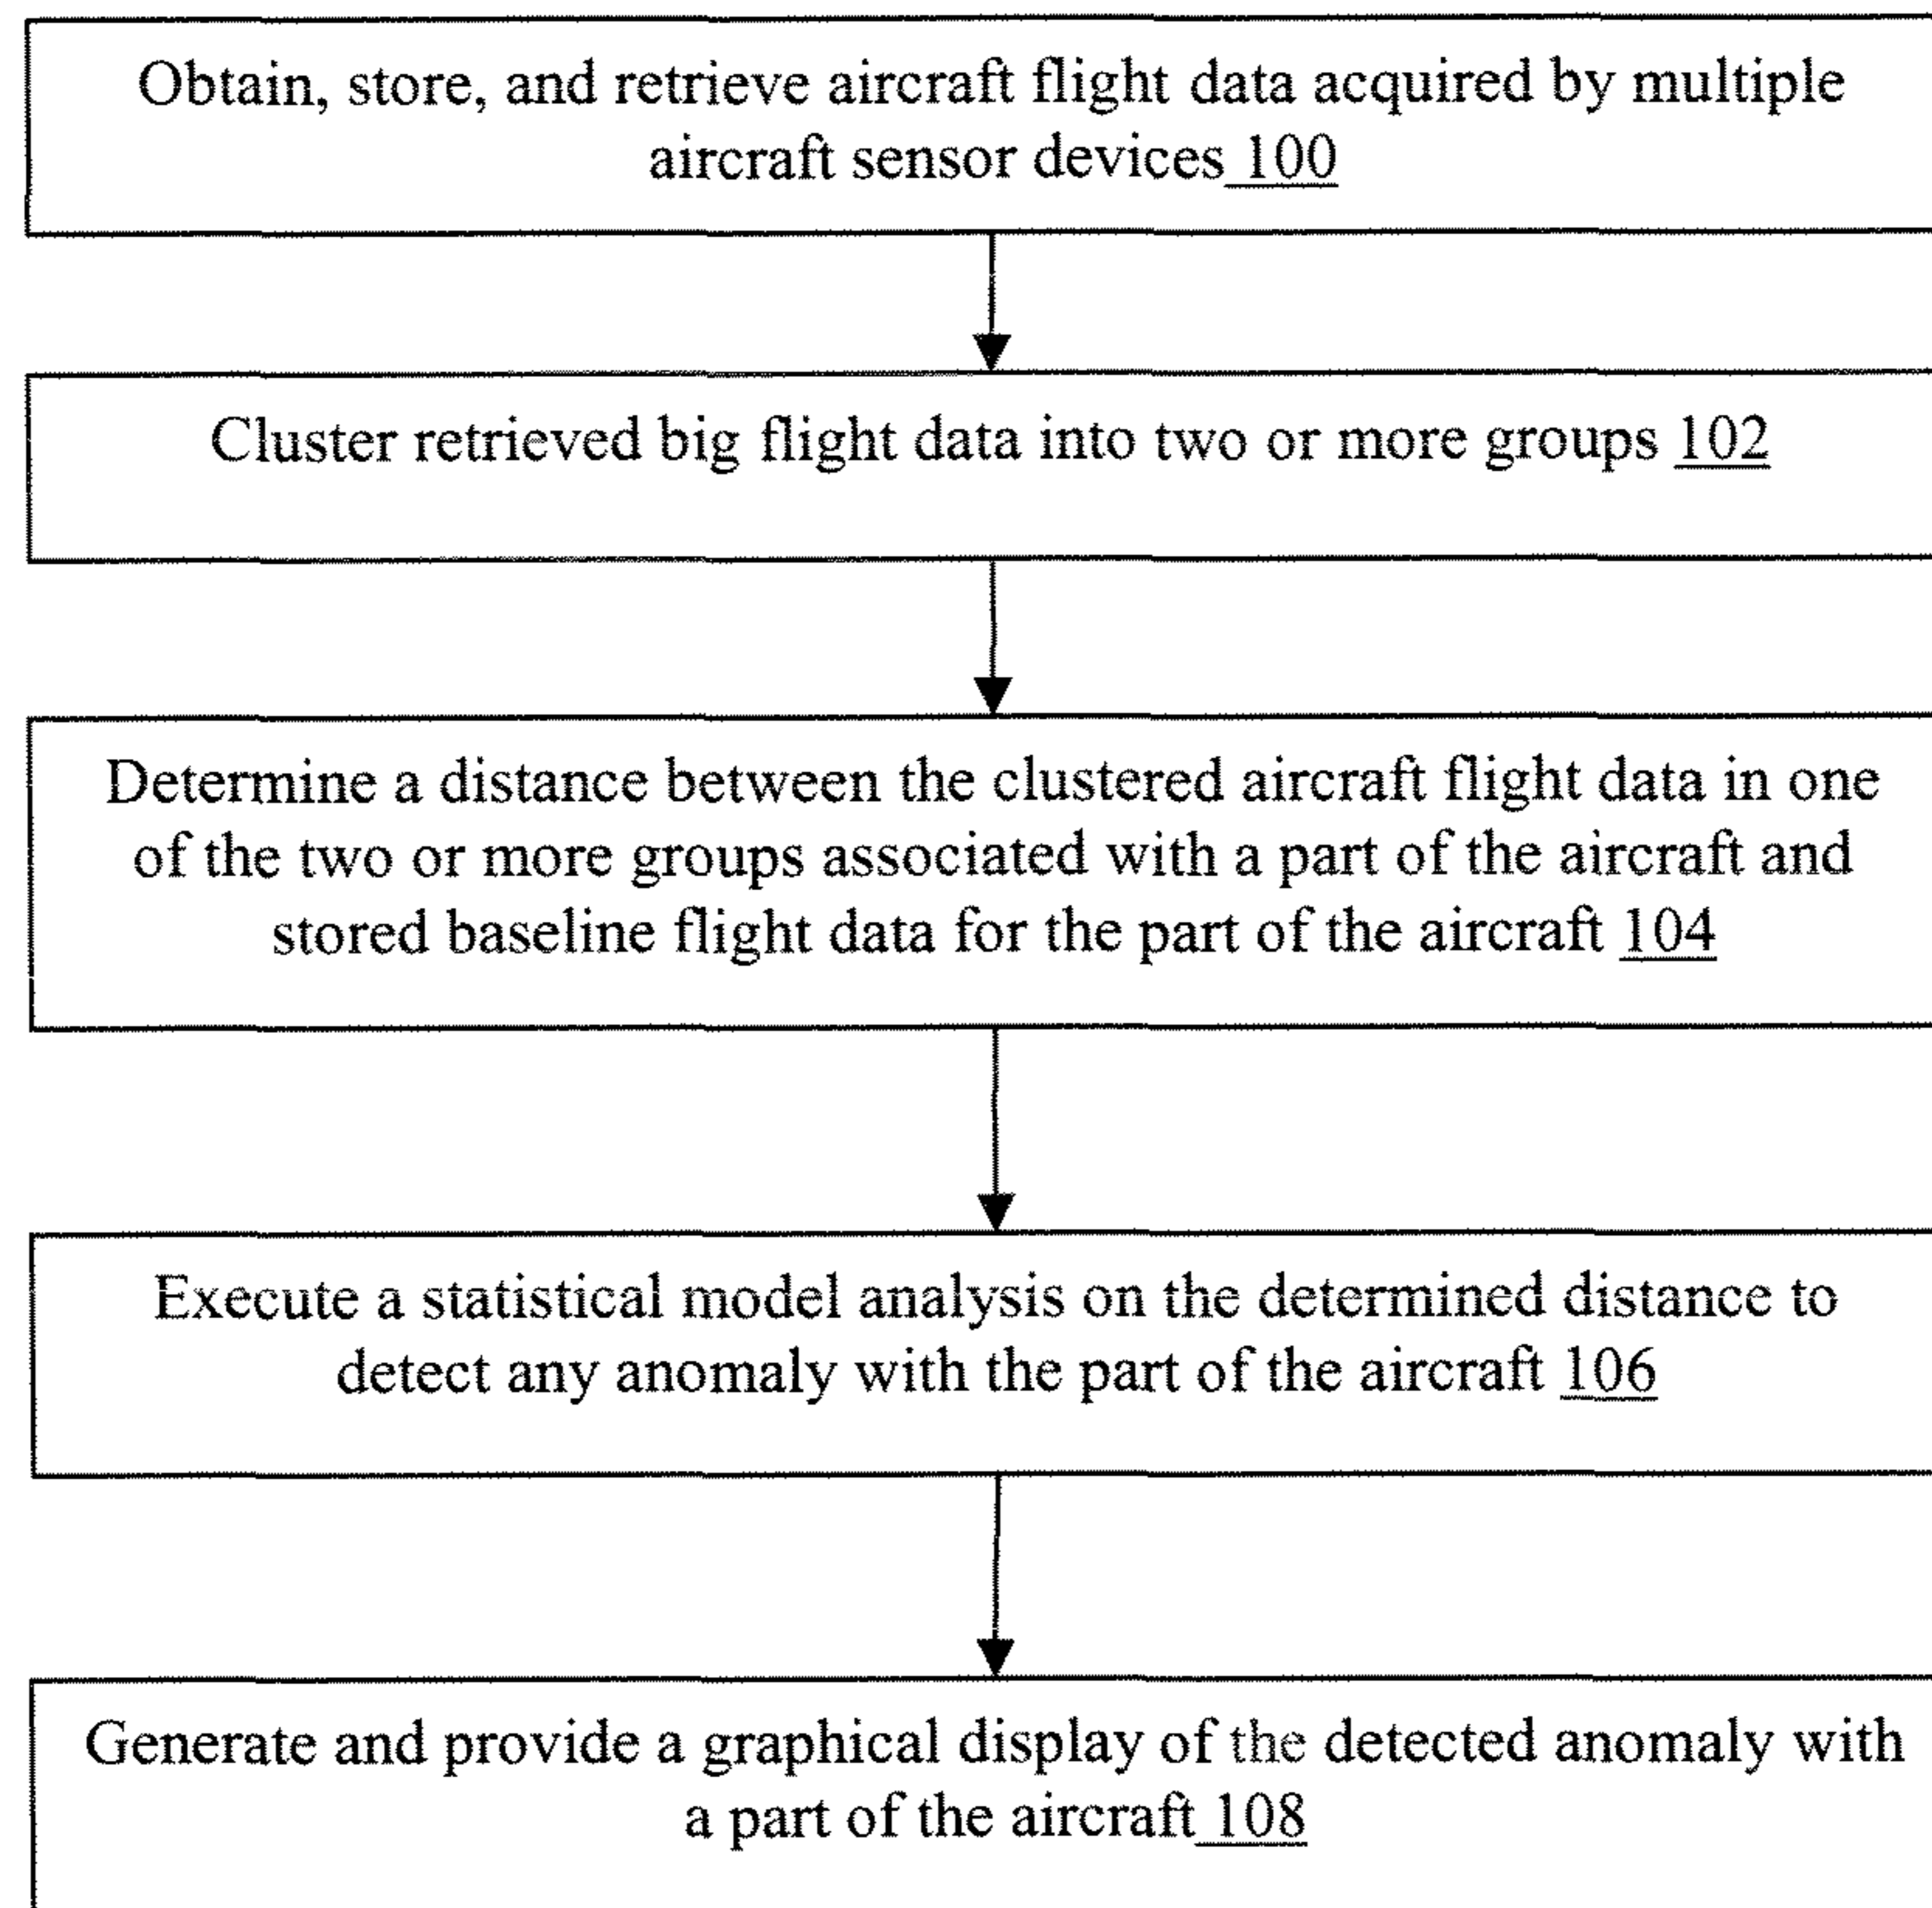 Obtain, store, and retrieve aircraft flight data acquired by multiple
aircraft sensor devices 100
Cluster retrieved big flight data into two or more groups 102
Determine a distance between the clustered aircraft flight data in one
of the two or more groups associated with a part of the aircraft and
stored baseline flight data for the part of the aircraft 104
Execute a statistical model analysis on the determined distance to
detect any anomaly with the part of the aircraft 106
Generate and provide a graphical display of the detected anomaly with
a part of the aircraft 108